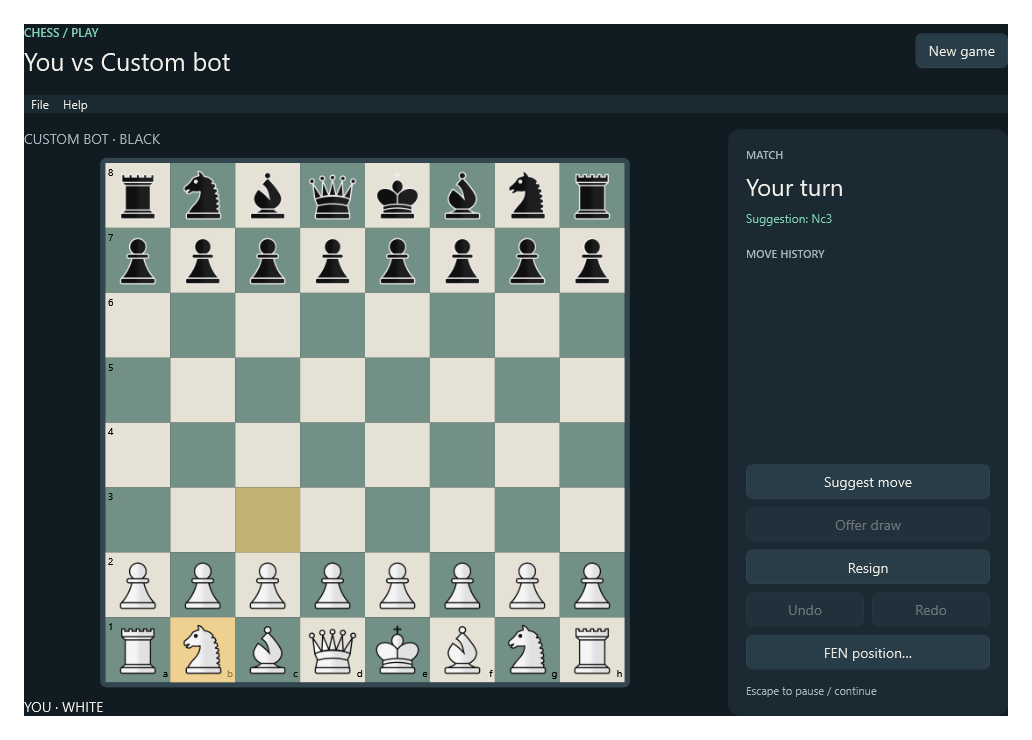 CHESS / PLAY
You vs Custom bot
New game
File Help
CUSTOM BOT · BLACK
MATCH
Your turn
Suggestion: Nc3
MOVE HISTORY
8
7
6
5
4
3
2
1
a b c d e f g h
Suggest move
Offer draw
Resign
Undo Redo
FEN position...
Escape to pause / continue
YOU · WHITE